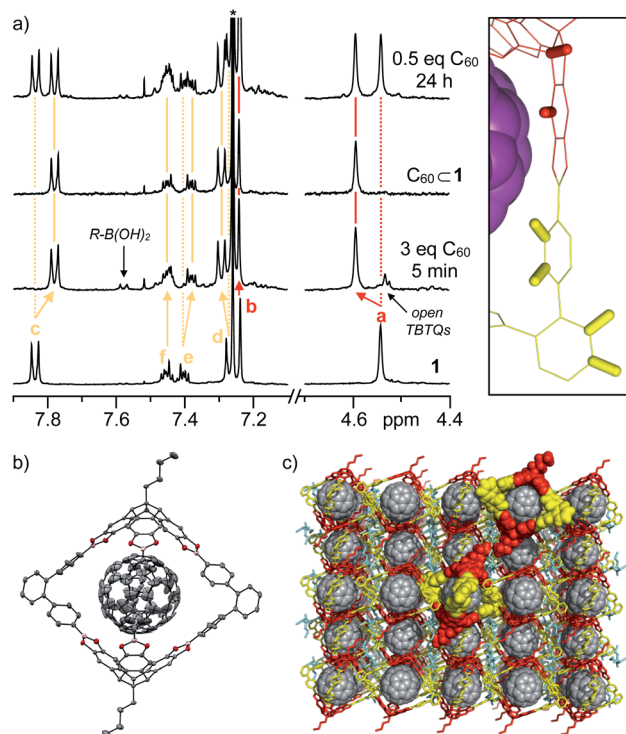 a)
*
0.5 eq C₆₀
24 h
C₆₀ ⊂ 1
R-B(OH)₂
3 eq C₆₀
5 min
c
b
a
d
f
e
open
TBTQs
1
7.8 7.6 7.4 7.2 4.6 ppm 4.4
b)
c)